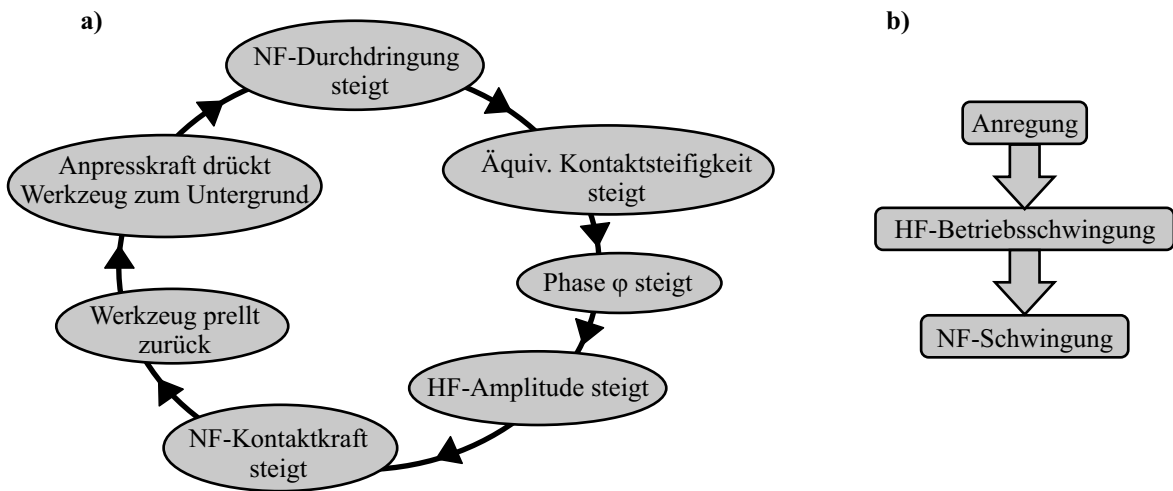 a)
NF-Durchdringung
steigt
Äquiv. Kontaktsteifigkeit
steigt
Phase φ steigt
HF-Amplitude steigt
NF-Kontaktkraft
steigt
Werkzeug prellt
zurück
Anpresskraft drückt
Werkzeug zum Untergrund
b)
Anregung
HF-Betriebsschwingung
NF-Schwingung